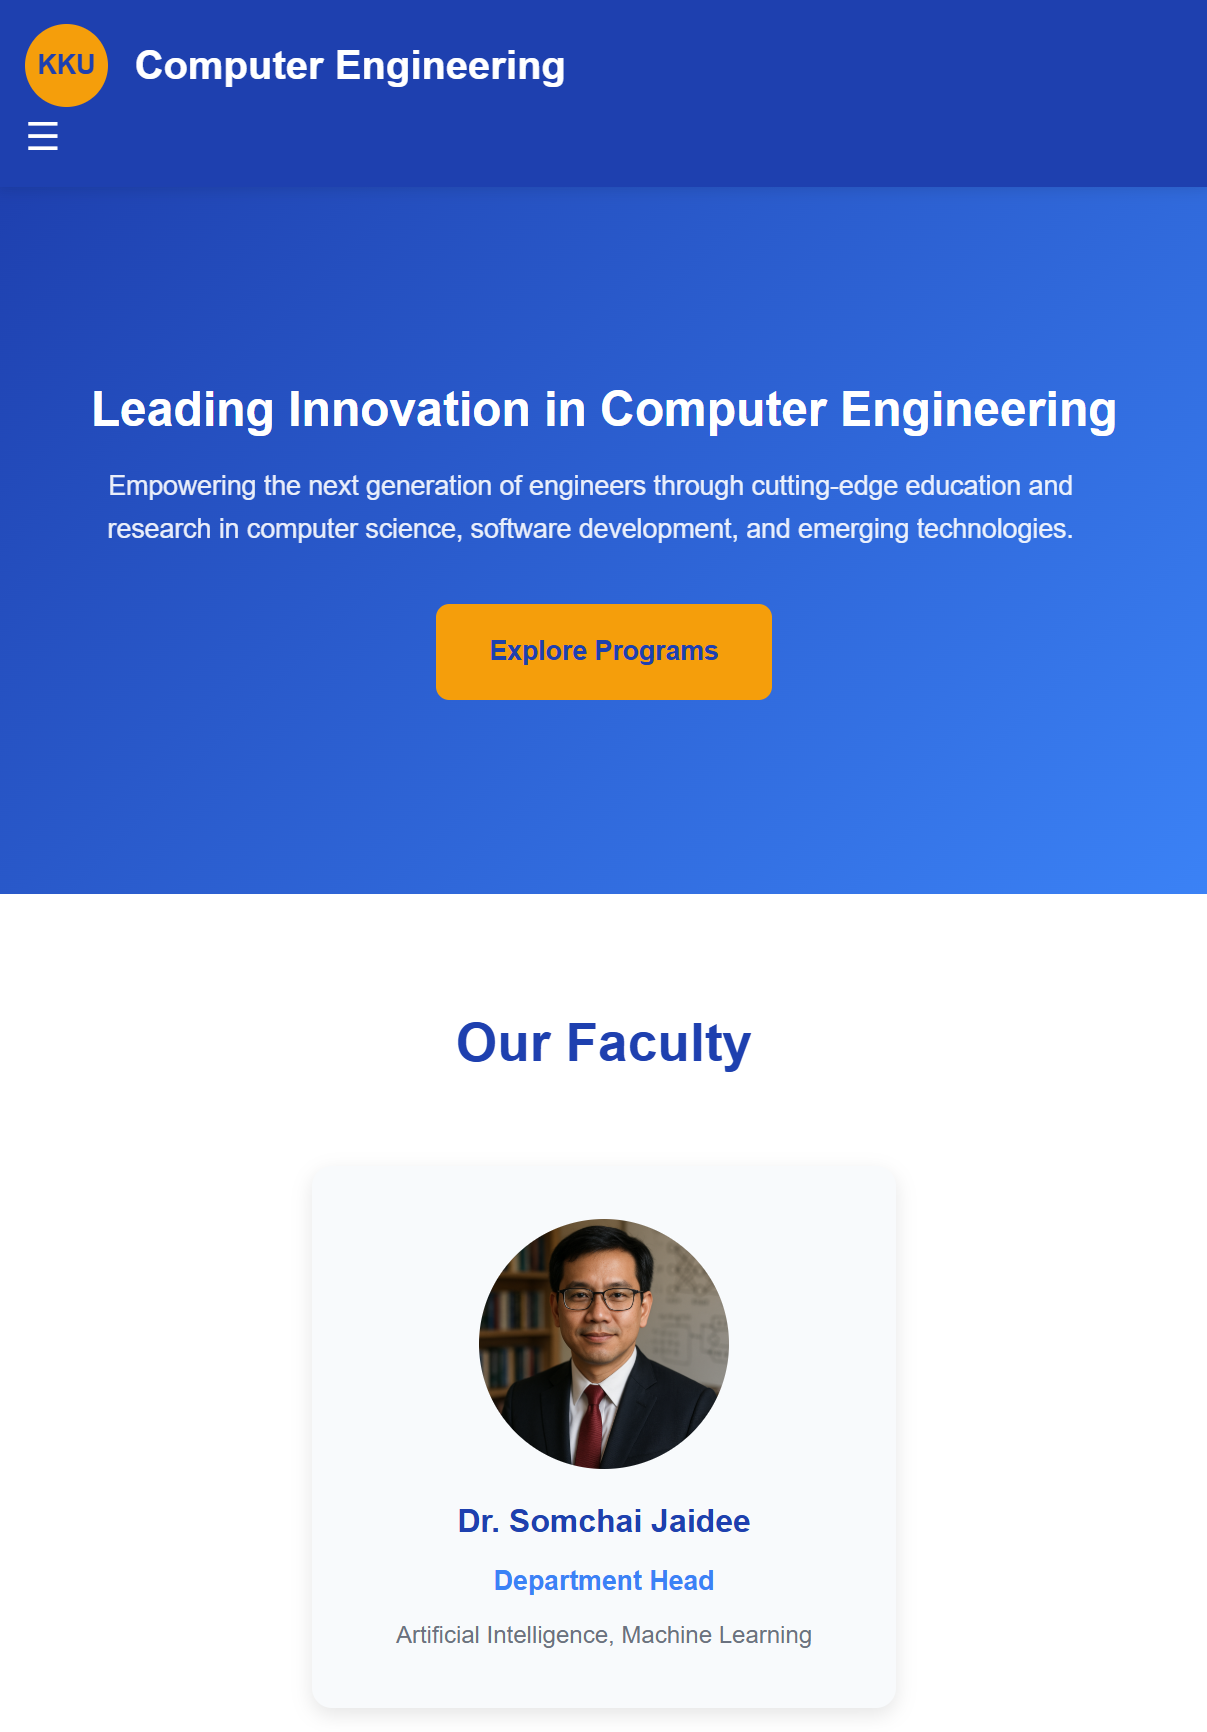 KKU
Computer Engineering
Leading Innovation in Computer Engineering
Empowering the next generation of engineers through cutting-edge education and
research in computer science, software development, and emerging technologies.
Explore Programs
Our Faculty
Dr. Somchai Jaidee
Department Head
Artificial Intelligence, Machine Learning